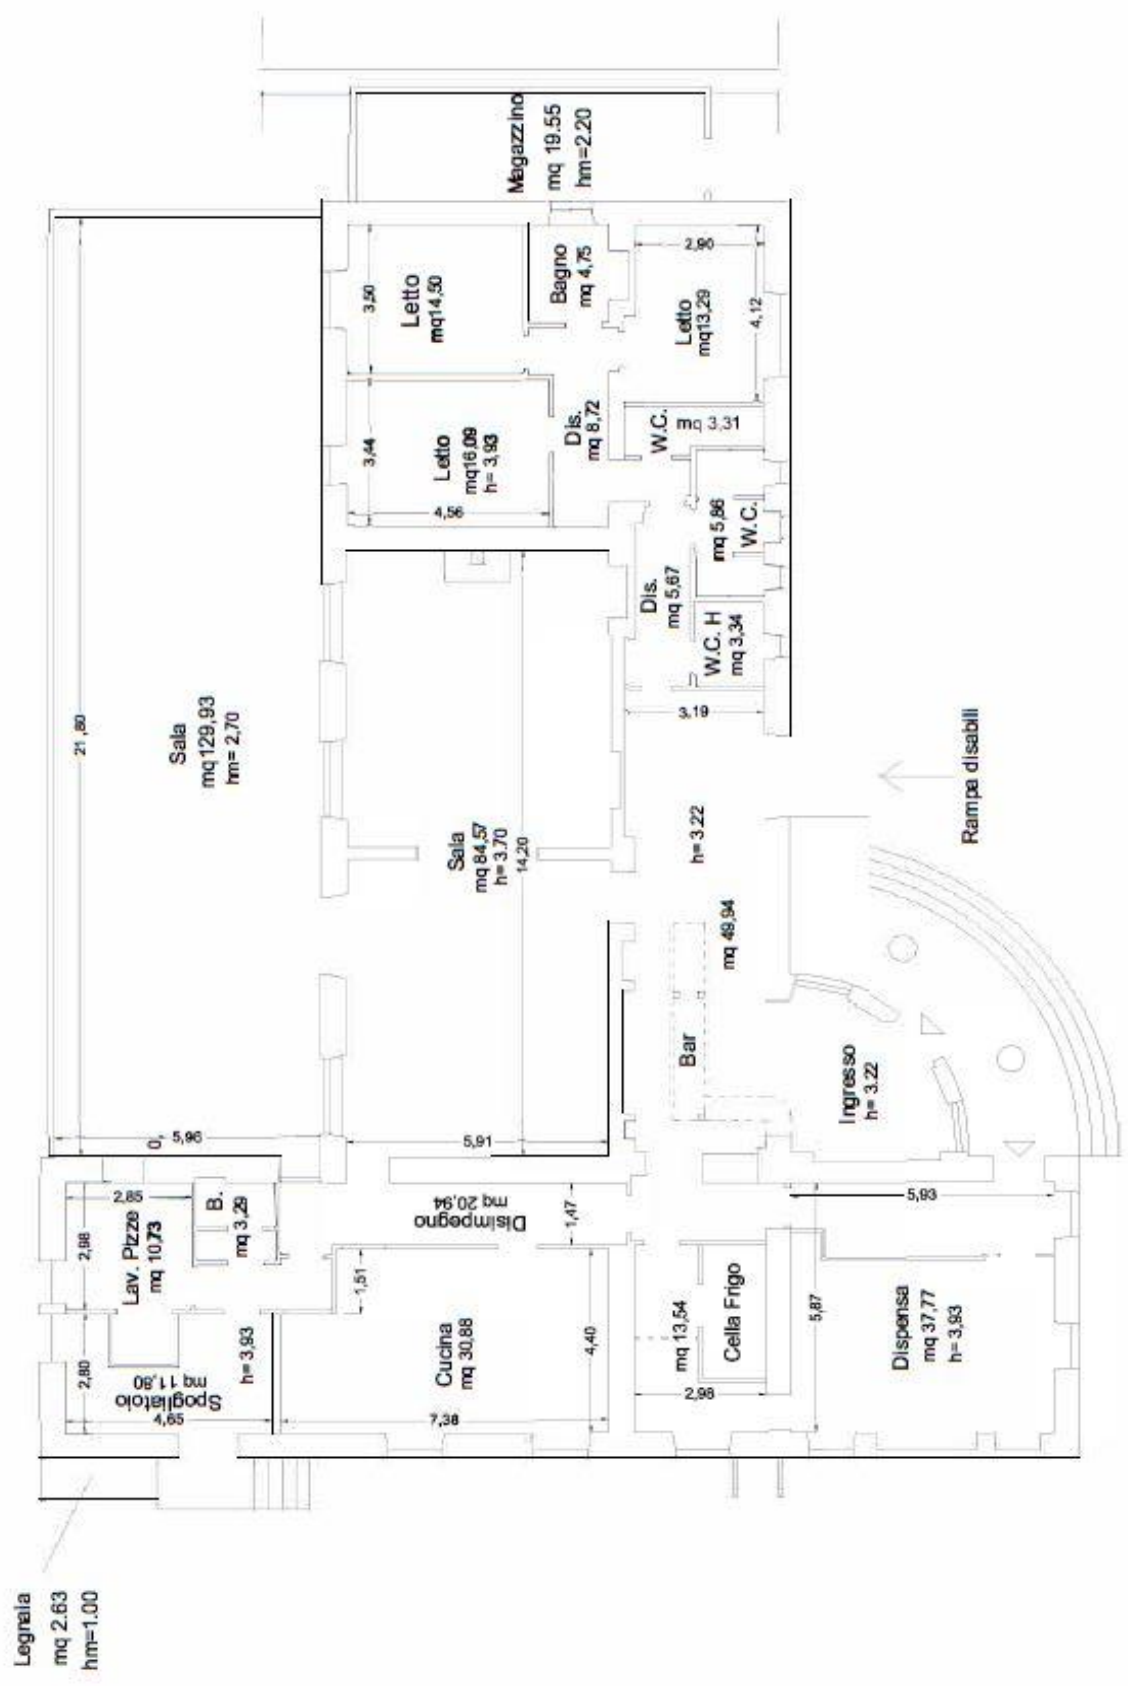 Magazzino
mq 19.55
hm=2.20
Letto
mq14,50
3,50
Bagno
mq 4,75
2,90
Letto
mq13,29
4,12
Letto
mq16,09
h= 3,93
3,44
4,56
Dis.
mq 8,72
W.C.
mq 3,31
mq 5,86
W.C.
Dis.
mq 5,67
W.C. H
mq 3,34
3,19
Sala
mq129,93
hm= 2,70
21,80
5,96
0,
Sala
mq 84,57
h= 3.70
14,20
5,91
h= 3.22
mq 49,94
Rampa disabili
Bar
Ingresso
h= 3.22
5,93
Lav. Pizze
mq 10,73
2,85
2,98
B.
mq 3,29
Disimpegno
mq 20,94
1,47
1,51
Cucina
mq 30,88
4,40
7,38
Spogliatoio
mq 11,80
h= 3,93
2,80
4,65
mq 13,54
Cella Frigo
2,98
5,87
Dispensa
mq 37,77
h= 3,93
Legnaia
mq 2.63
hm=1.00